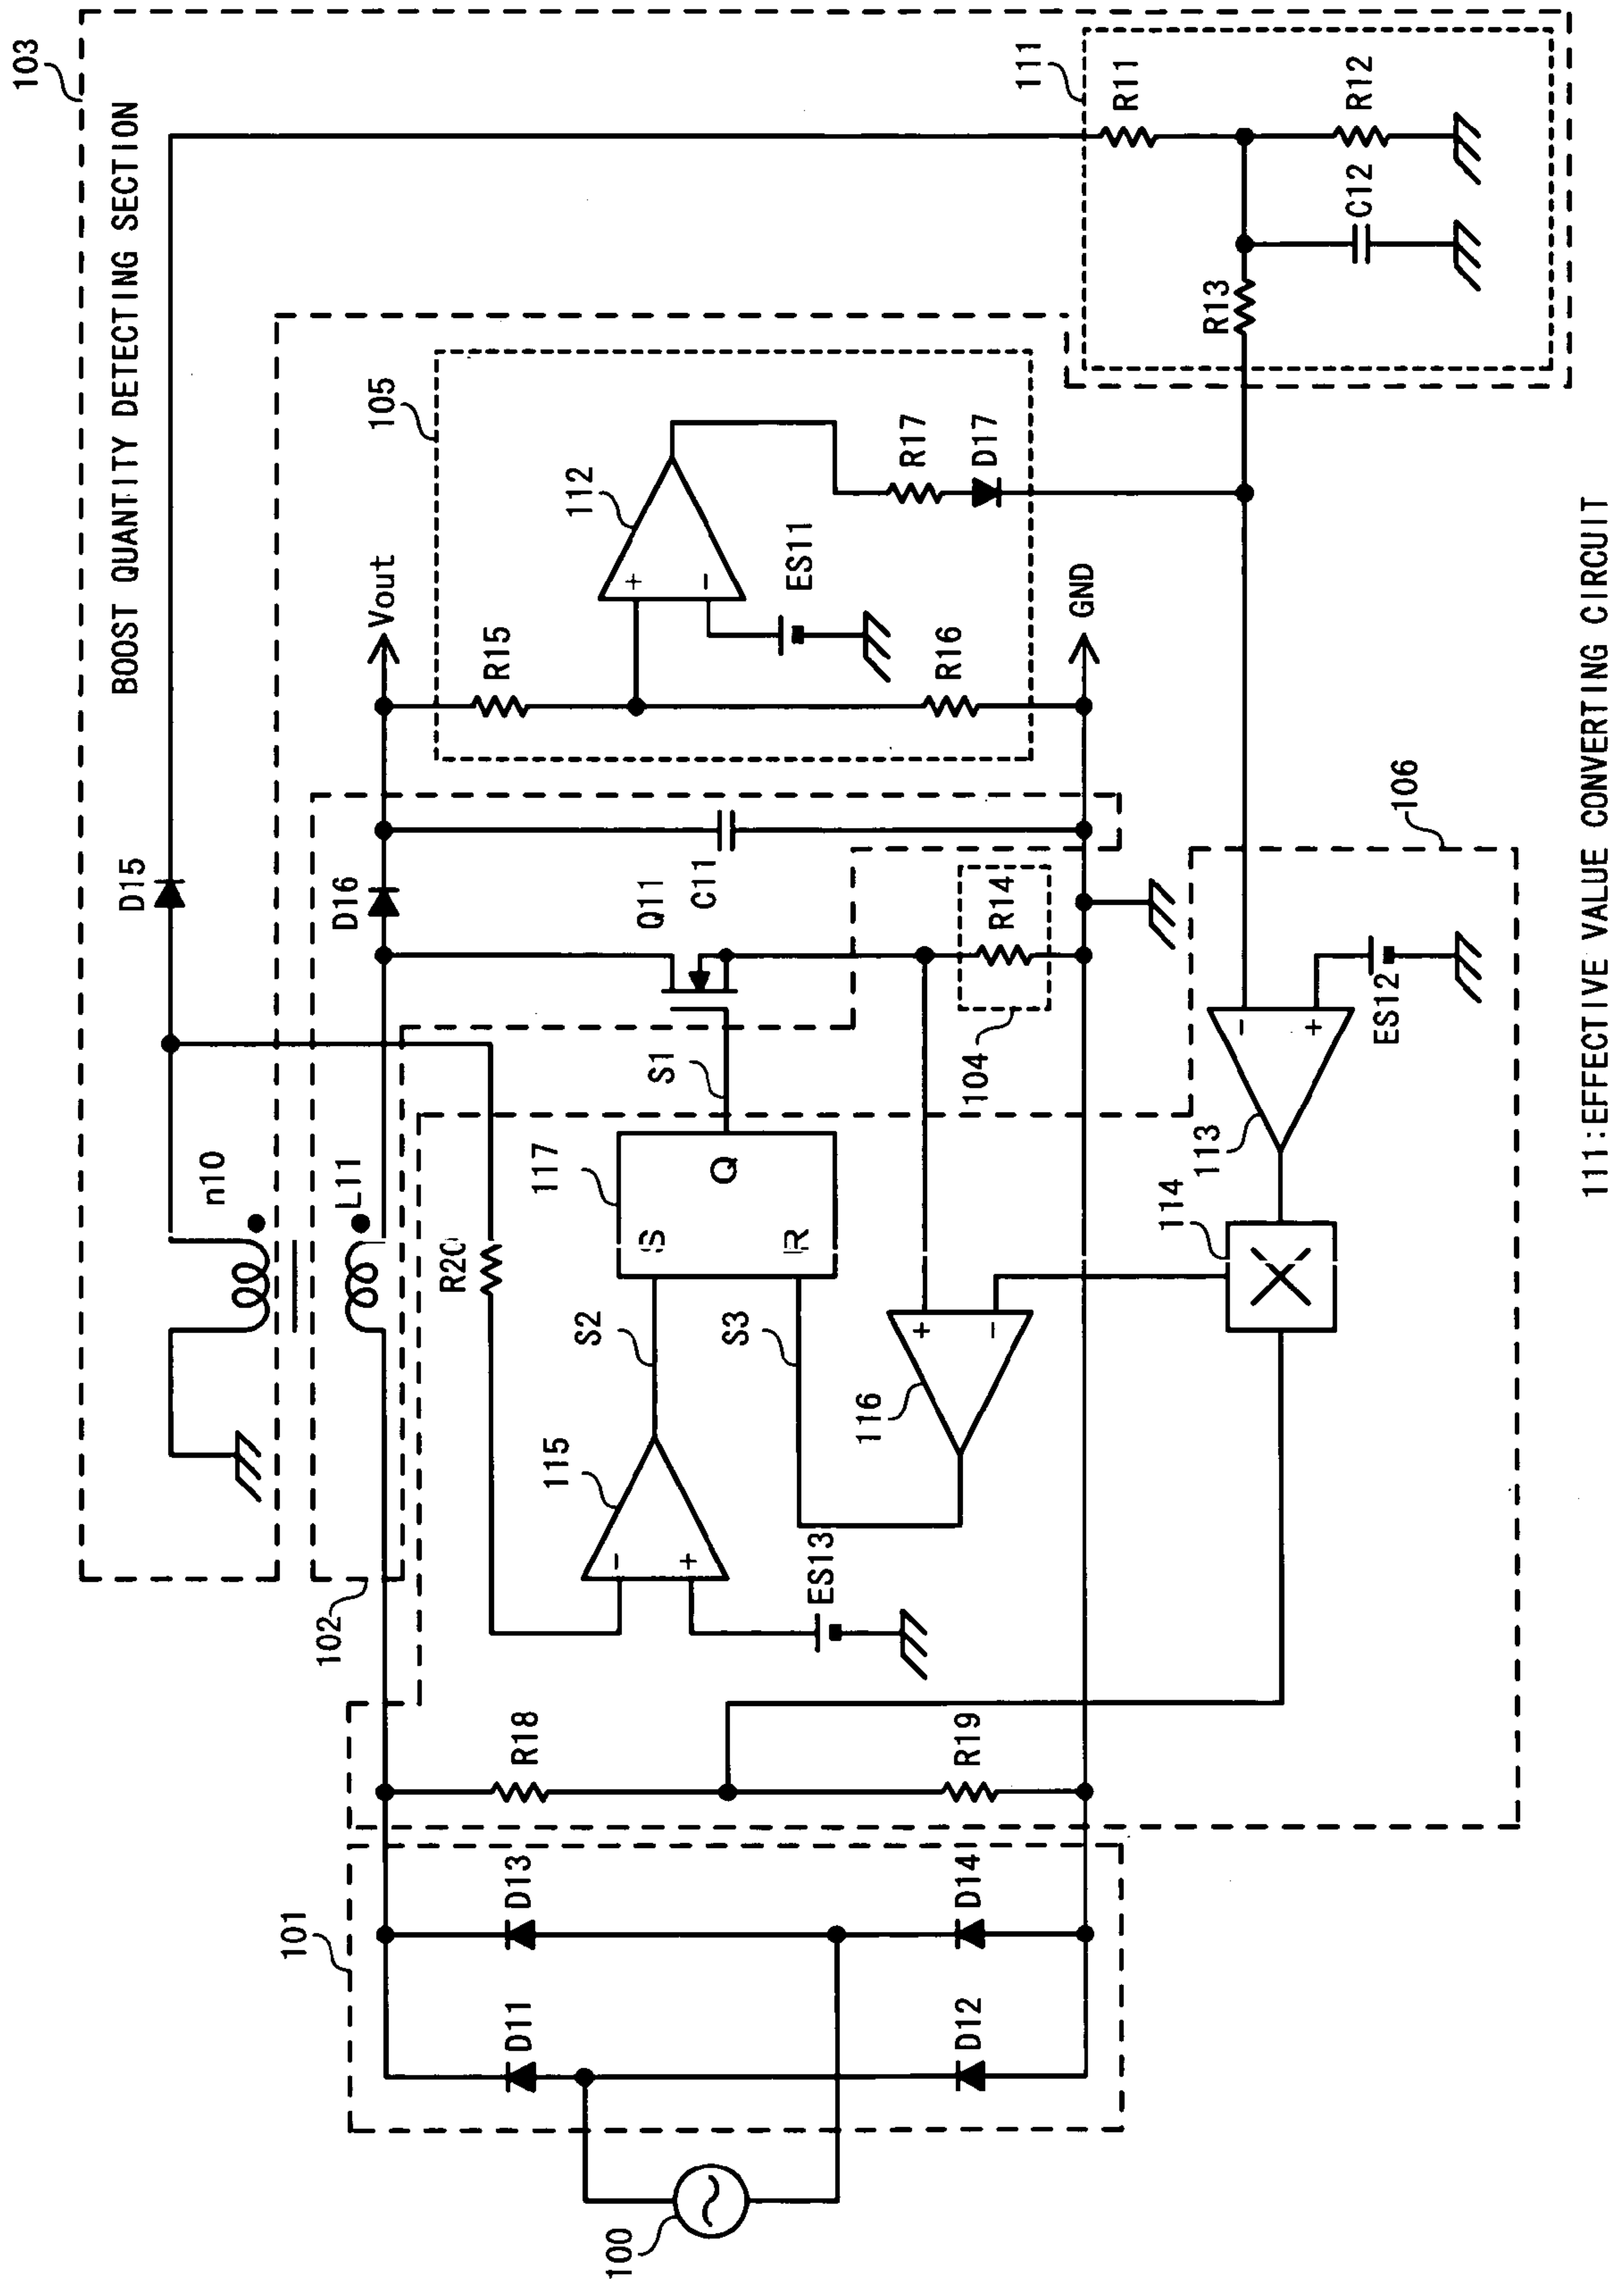 103
BOOST QUANTITY DETECTING SECTION
D15
n10
111
R11
R12
C12
R13
105
112
+
-
ES11
R17
D17
R15
R16
Vout
GND
D16
Q11
C11
R14
104
L11
102
S1
117
S
Q
R
R20
S2
S3
115
-
+
ES13
116
+
-
106
-
+
ES12
113
114
R18
R19
101
D13
D14
D11
D12
100
111:EFFECTIVE VALUE CONVERTING CIRCUIT